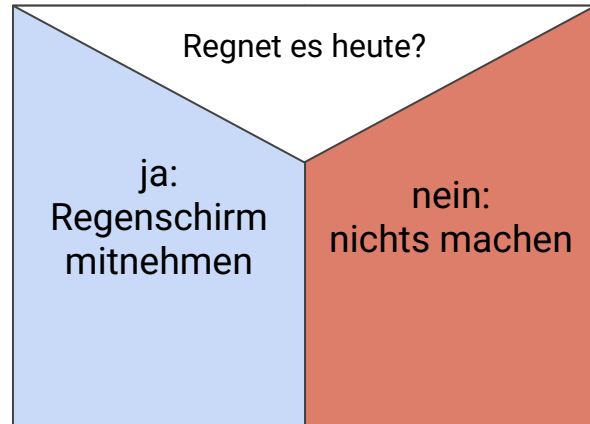 Regnet es heute?
ja:
Regenschirm
mitnehmen
nein:
nichts machen